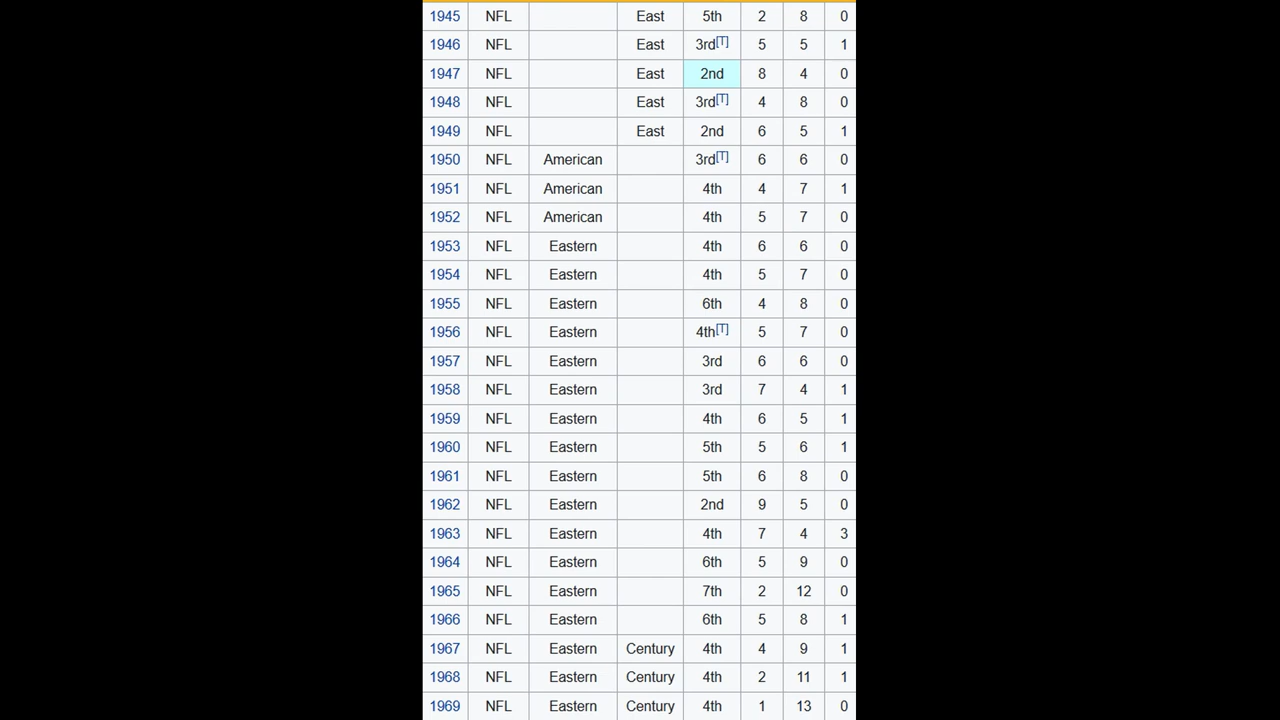 1945 NFL East 5th 2 8 0
1946 NFL East 3rd[T] 5 5 1
1947 NFL East 2nd 8 4 0
1948 NFL East 3rd[T] 4 8 0
1949 NFL East 2nd 6 5 1
1950 NFL American 3rd[T] 6 6 0
1951 NFL American 4th 4 7 1
1952 NFL American 4th 5 7 0
1953 NFL Eastern 4th 6 6 0
1954 NFL Eastern 4th 5 7 0
1955 NFL Eastern 6th 4 8 0
1956 NFL Eastern 4th[T] 5 7 0
1957 NFL Eastern 3rd 6 6 0
1958 NFL Eastern 3rd 7 4 1
1959 NFL Eastern 4th 6 5 1
1960 NFL Eastern 5th 5 6 1
1961 NFL Eastern 5th 6 8 0
1962 NFL Eastern 2nd 9 5 0
1963 NFL Eastern 4th 7 4 3
1964 NFL Eastern 6th 5 9 0
1965 NFL Eastern 7th 2 12 0
1966 NFL Eastern 6th 5 8 1
1967 NFL Eastern Century 4th 4 9 1
1968 NFL Eastern Century 4th 2 11 1
1969 NFL Eastern Century 4th 1 13 0